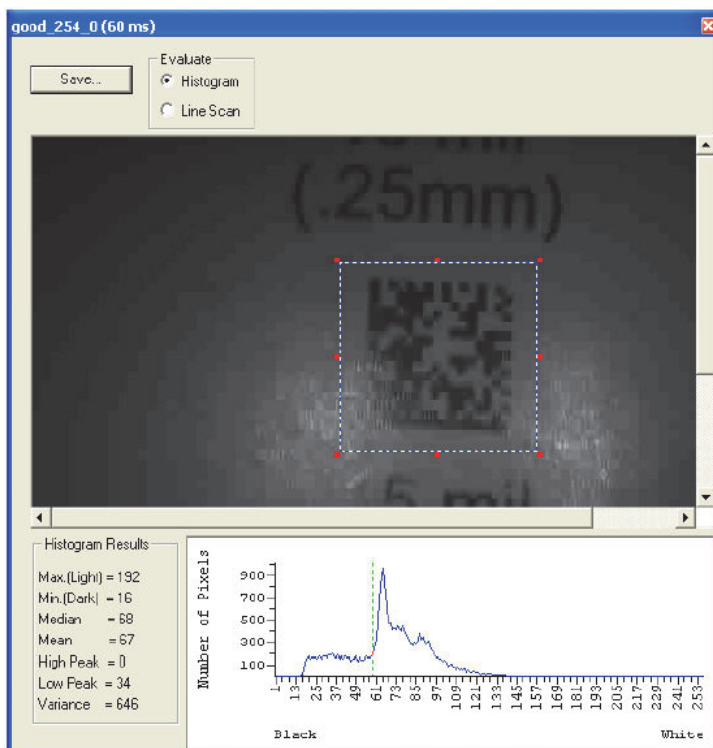 good_254_0 (60 ms)
Save...
Evaluate
Histogram
Line Scan
mil
(.25mm)
5 mil
Histogram Results
Max.(Light) = 192
Min.(Dark) = 16
Median = 68
Mean = 67
High Peak = 0
Low Peak = 34
Variance = 646
Number of Pixels
900
700
500
300
100
1 13 25 37 49 61 73 85 97 109 121 133 145 157 169 181 193 205 217 229 241 253
Black White